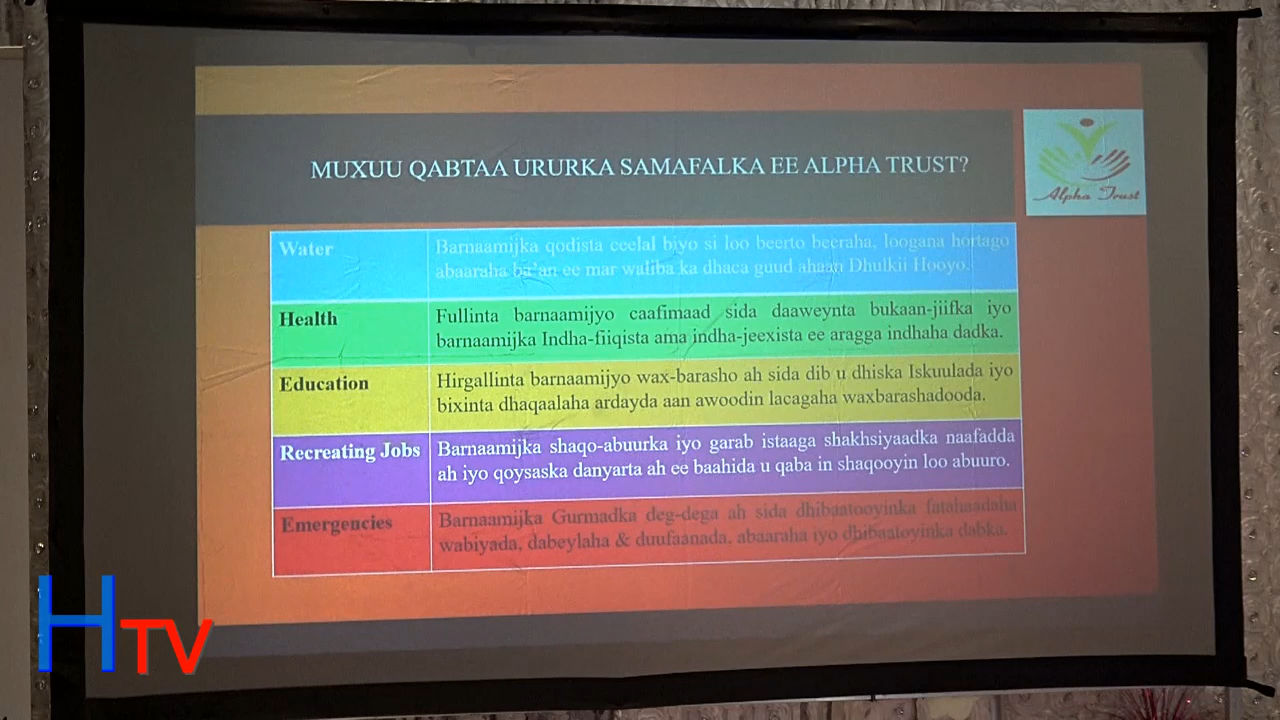 MUXUU QABTAA URURKA SAMAFALKA EE ALPHA TRUST?
Alpha Trust
Water
Barnaamijka qodista ceelal biyo si loo beerto beeraha, loogana hortago
abaaraha ba'an ee mar waliba ka dhaca guud ahaan Dhulkii Hooyo.
Health
Fullinta barnaamijyo caafimaad sida daaweynta bukaan-jiifka iyo
barnaamijka Indha-fiiqista ama indha-jeexista ee aragga indhaha dadka.
Education
Hirgallinta barnaamijyo wax-barasho ah sida dib u dhiska Iskuulada iyo
bixinta dhaqaalaha ardayda aan awoodin lacagaha waxbarashadooda.
Recreating Jobs
Barnaamijka shaqo-abuurka iyo garab istaaga shakhsiyaadka naafadda
ah iyo qoysaska danyarta ah ee baahida u qaba in shaqooyin loo abuuro.
Emergencies
Barnaamijka Gurmadka deg-dega ah sida dhibaatooyinka fatahaadaha
wabiyada, dabeylaha & duufaanada, abaaraha iyo dhibaatoyinka dabka.
HTV